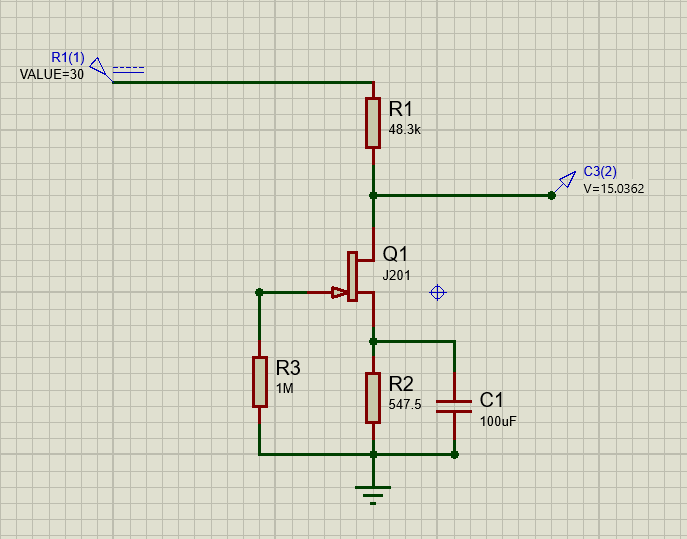 R1(1)
VALUE=30
R1
48.3k
C3(2)
V=15.0362
Q1
J201
R3
1M
R2
547.5
C1
100uF